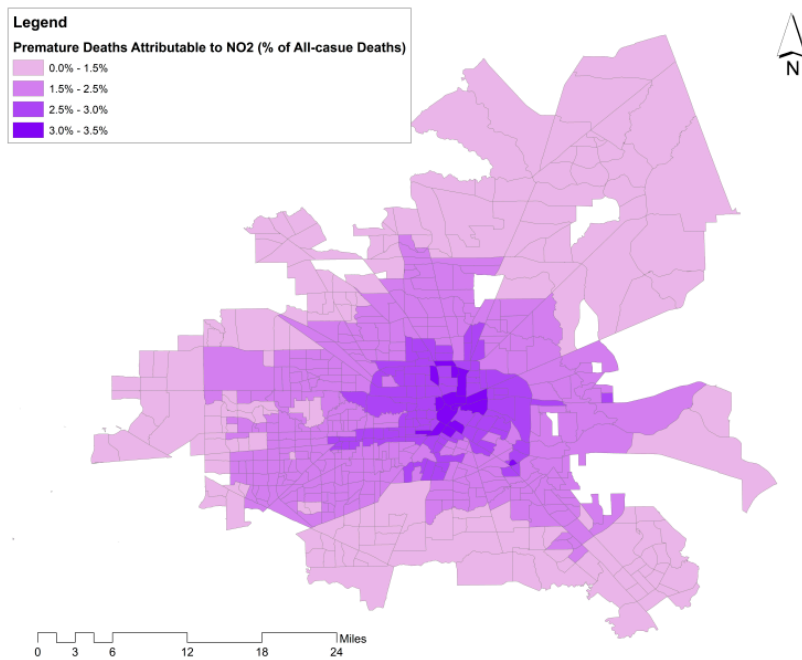 Legend
Premature Deaths Attributable to NO2 (% of All-casue Deaths)
0.0% - 1.5%
1.5% - 2.5%
2.5% - 3.0%
3.0% - 3.5%
N
Miles
0 3 6 12 18 24